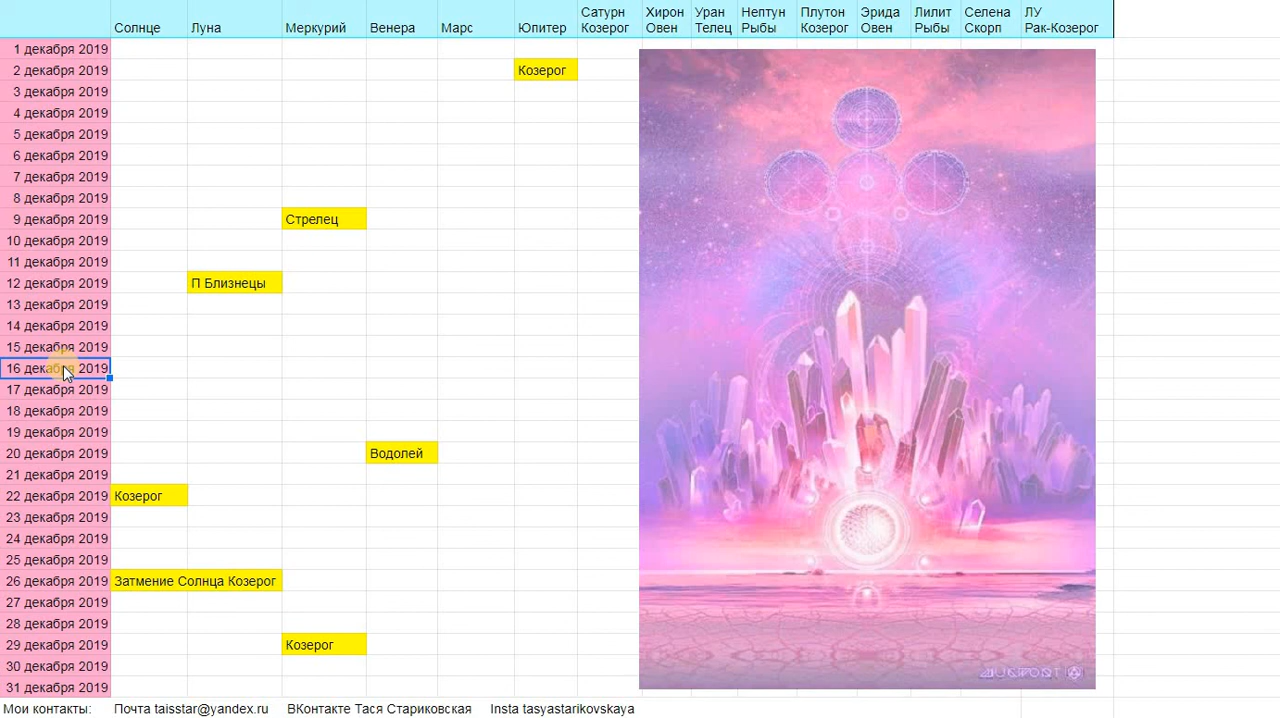 Солнце Луна Меркурий Венера Марс Юпитер Сатурн Козерог Хирон Овен Уран Телец Нептун Рыбы Плутон Козерог Эрида Овен Лилит Рыбы Селена Скорп ЛУ Рак-Козерог
1 декабря 2019
2 декабря 2019 Козерог
3 декабря 2019
4 декабря 2019
5 декабря 2019
6 декабря 2019
7 декабря 2019
8 декабря 2019
9 декабря 2019 Стрелец
10 декабря 2019
11 декабря 2019
12 декабря 2019 П Близнецы
13 декабря 2019
14 декабря 2019
15 декабря 2019
16 декабря 2019
17 декабря 2019
18 декабря 2019
19 декабря 2019
20 декабря 2019 Водолей
21 декабря 2019
22 декабря 2019 Козерог
23 декабря 2019
24 декабря 2019
25 декабря 2019
26 декабря 2019 Затмение Солнца Козерог
27 декабря 2019
28 декабря 2019
29 декабря 2019 Козерог
30 декабря 2019
31 декабря 2019
Мои контакты: Почта taisstar@yandex.ru ВКонтакте Тася Стариковская Insta tasyastarikovskaya